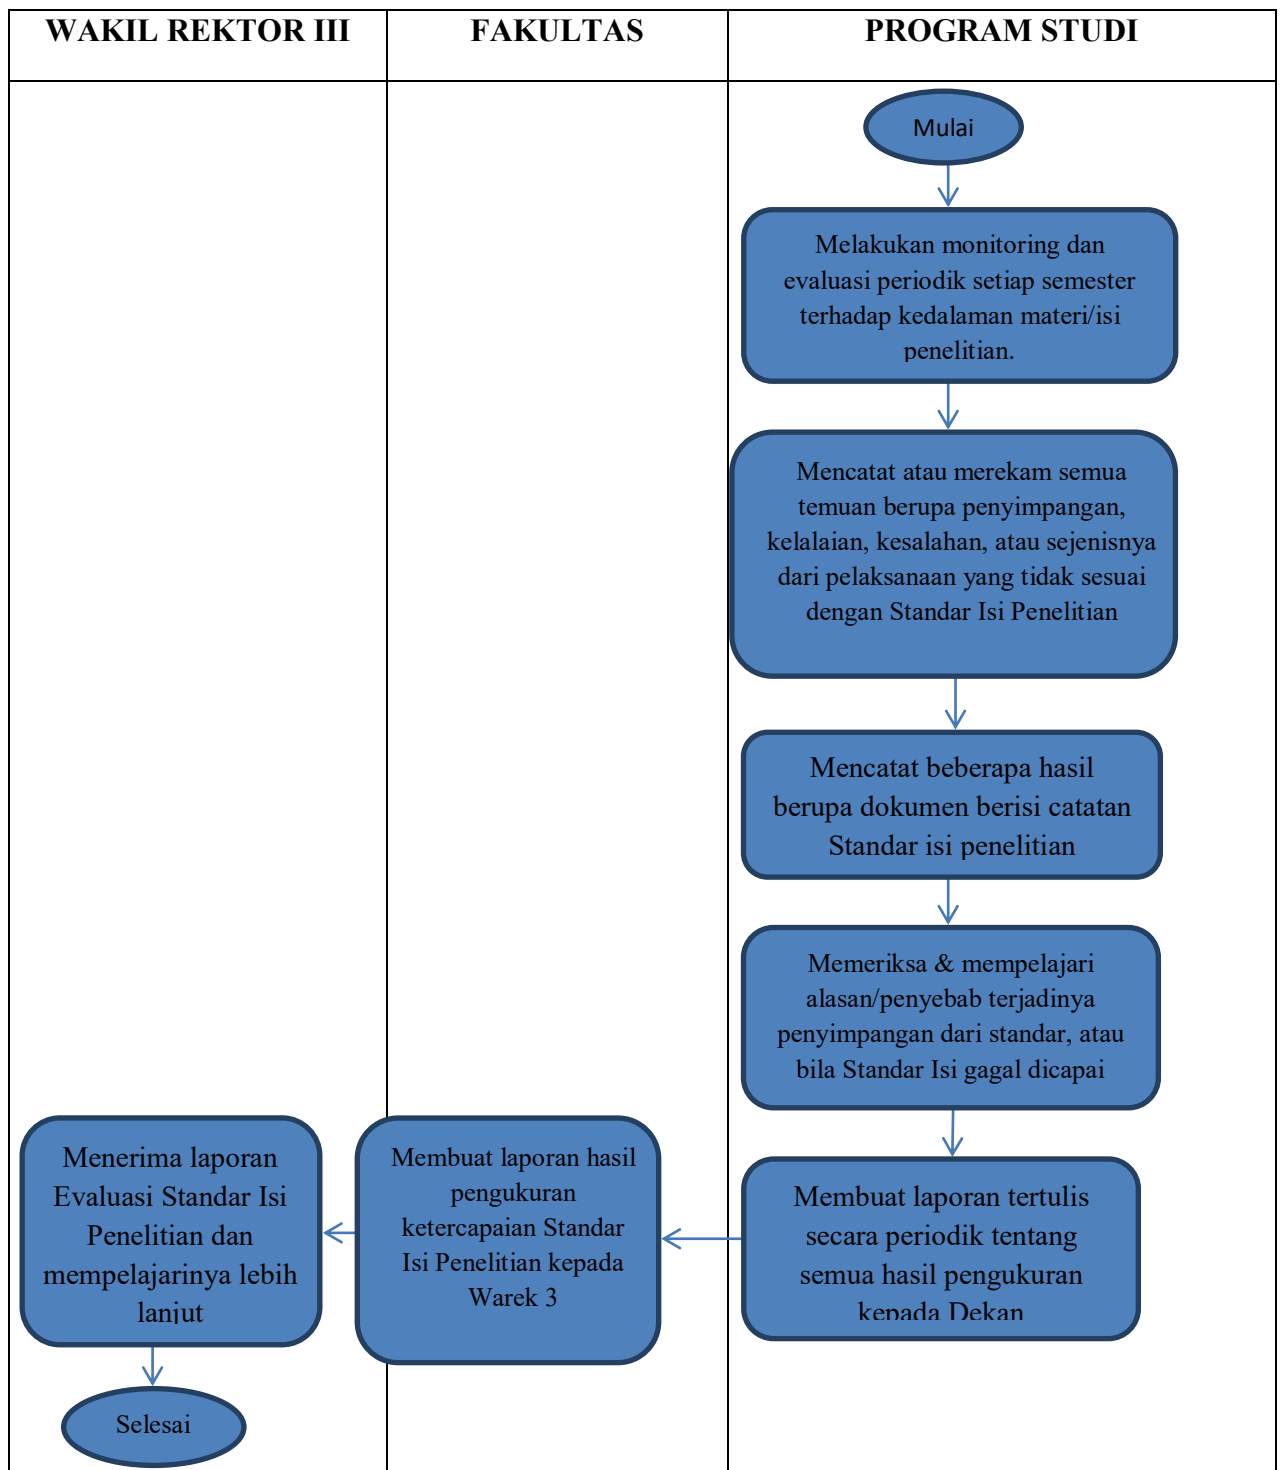 WAKIL REKTOR III
FAKULTAS
PROGRAM STUDI
Mulai
Melakukan monitoring dan
evaluasi periodik setiap semester
terhadap kedalaman materi/isi
penelitian.
Mencatat atau merekam semua
temuan berupa penyimpangan,
kelalaian, kesalahan, atau sejenisnya
dari pelaksanaan yang tidak sesuai
dengan Standar Isi Penelitian
Mencatat beberapa hasil
berupa dokumen berisi catatan
Standar isi penelitian
Memeriksa & mempelajari
alasan/penyebab terjadinya
penyimpangan dari standar, atau
bila Standar Isi gagal dicapai
Membuat laporan tertulis
secara periodik tentang
semua hasil pengukuran
kepada Dekan
Membuat laporan hasil
pengukuran
ketercapaian Standar
Isi Penelitian kepada
Warek 3
Menerima laporan
Evaluasi Standar Isi
Penelitian dan
mempelajarinya lebih
lanjut
Selesai